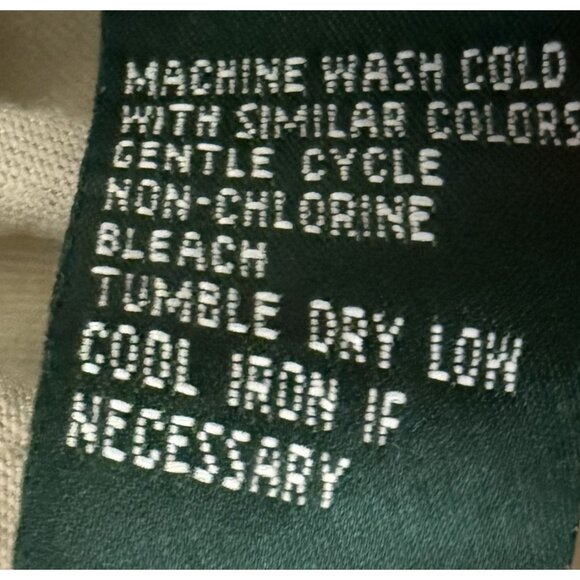 MACHINE WASH COLD
WITH SIMILAR COLORS
GENTLE CYCLE
NON-CHLORINE
BLEACH
TUMBLE DRY LOW
COOL IRON IF
NECESSARY